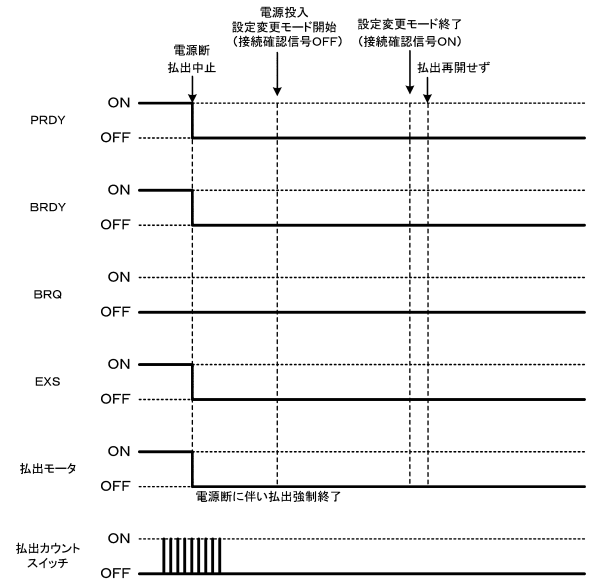 電源投入
設定変更モード開始
（接続確認信号OFF）
設定変更モード終了
（接続確認信号ON）
電源断
払出中止
払出再開せず
ON
PRDY
OFF
ON
BRDY
OFF
ON
BRQ
OFF
ON
EXS
OFF
ON
払出モータ
OFF
電源断に伴い払出強制終了
ON
払出カウント
スイッチ
OFF